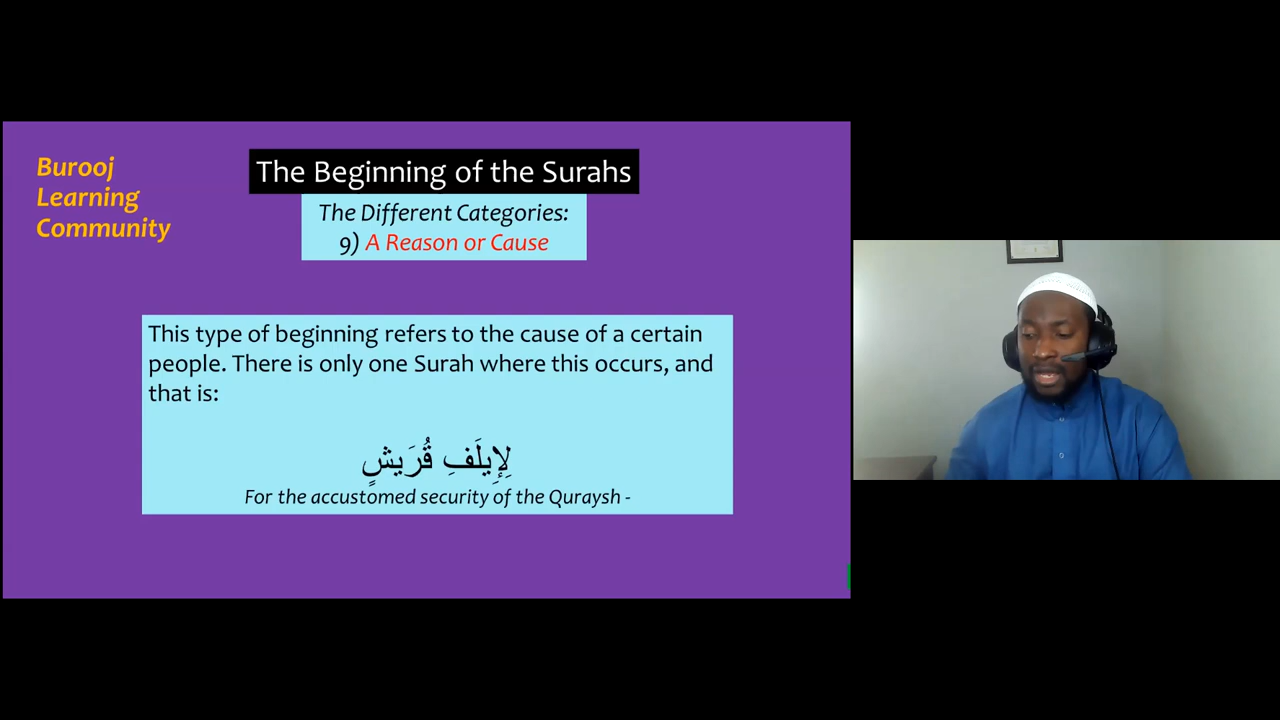 Burooj
Learning
Community
The Beginning of the Surahs
The Different Categories:
9) A Reason or Cause
This type of beginning refers to the cause of a certain
people. There is only one Surah where this occurs, and
that is:
لِإِيلَفِ قُرَيشٍ
For the accustomed security of the Quraysh -